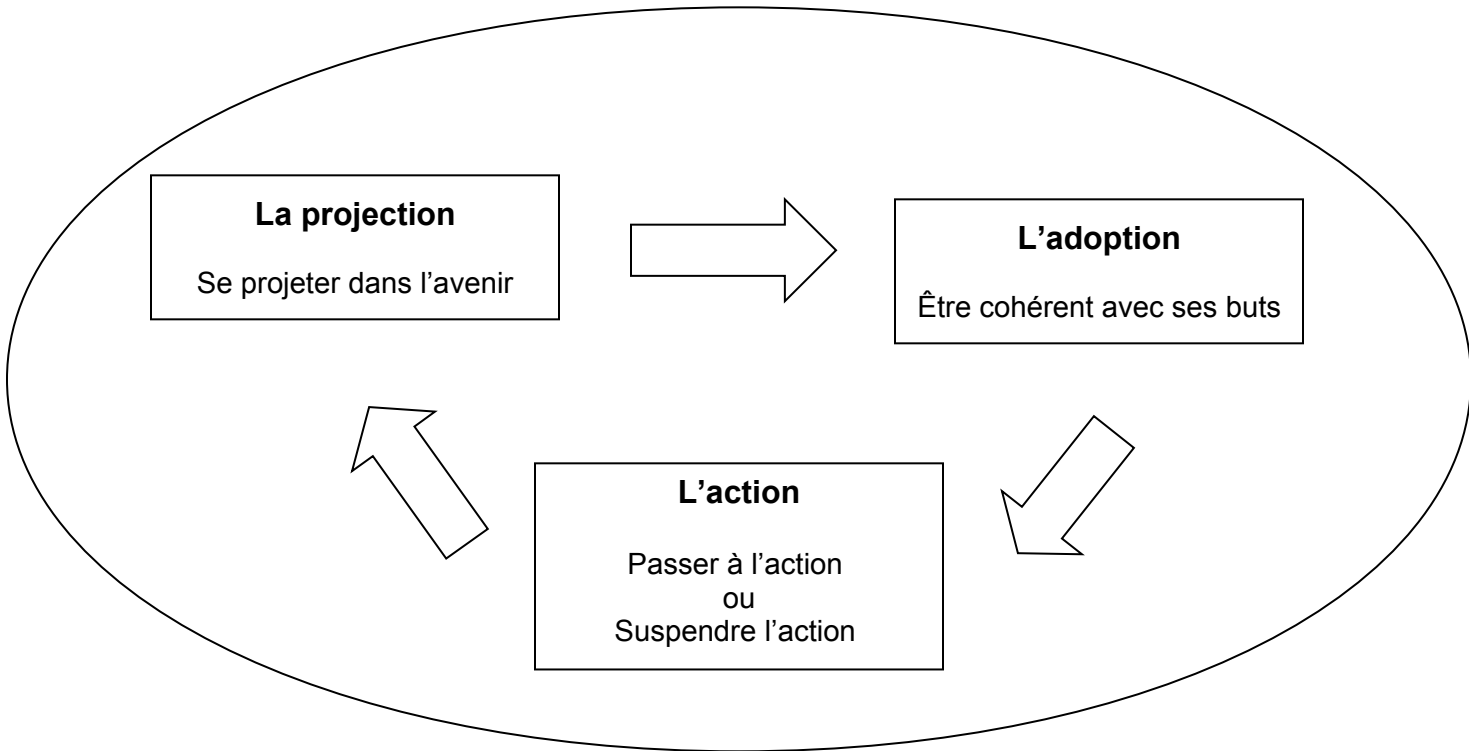 La projection
Se projeter dans l’avenir
L’adoption
Être cohérent avec ses buts
L’action
Passer à l’action
ou
Suspendre l’action